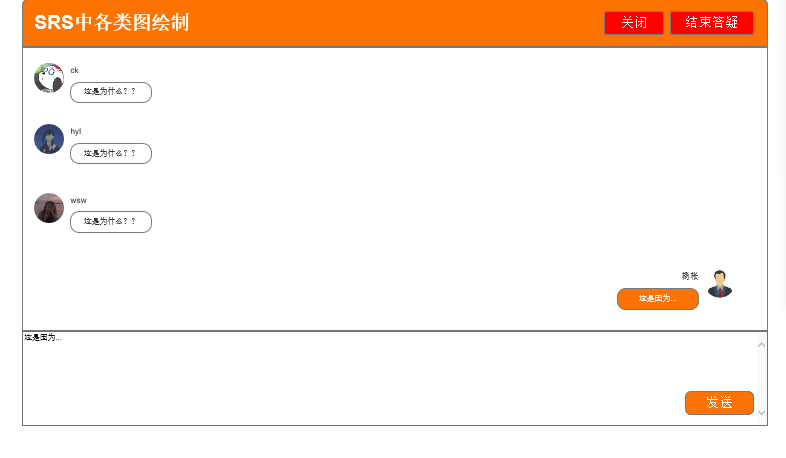 SRS中各类图绘制
关闭
结束答疑
ck
这是为什么？？
hyl
这是为什么？？
wsw
这是为什么？？
杨枨
这是因为...
这是因为...
发送